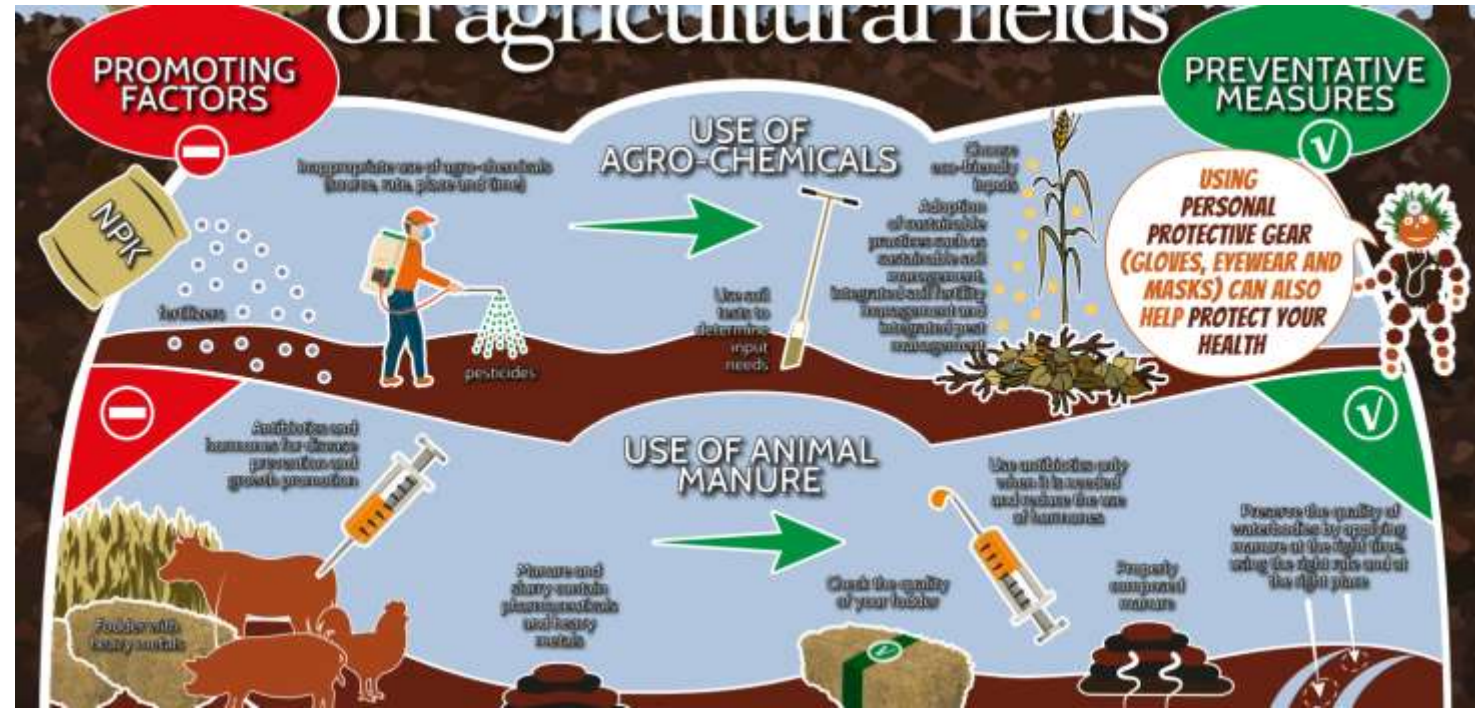 on agricultural fields
PROMOTING
FACTORS
PREVENTATIVE
MEASURES
USE OF
AGRO-CHEMICALS
NPK
Inappropriate use of agro-chemicals
(source, rate, place and time)
fertilizers
pesticides
Use soil
tests to
determine
input
needs
Choose
eco-friendly
inputs
Adoption
of sustainable
practices such as
sustainable soil
management,
integrated soil fertility
management and
integrated pest
management
USING
PERSONAL
PROTECTIVE GEAR
(GLOVES, EYEWEAR AND
MASKS) CAN ALSO
HELP PROTECT YOUR
HEALTH
USE OF ANIMAL
MANURE
Antibiotics and
hormones for disease
prevention and
growth promotion
Fodder with
heavy metals
Manure and
slurry contain
pharmaceuticals
and heavy
metals
Check the quality
of your fodder
Use antibiotics only
when it is needed
and reduce the use
of hormones
Properly
composed
manure
Preserve the quality of
waterbodies by applying
manure at the right time,
using the right rate and at
the right place